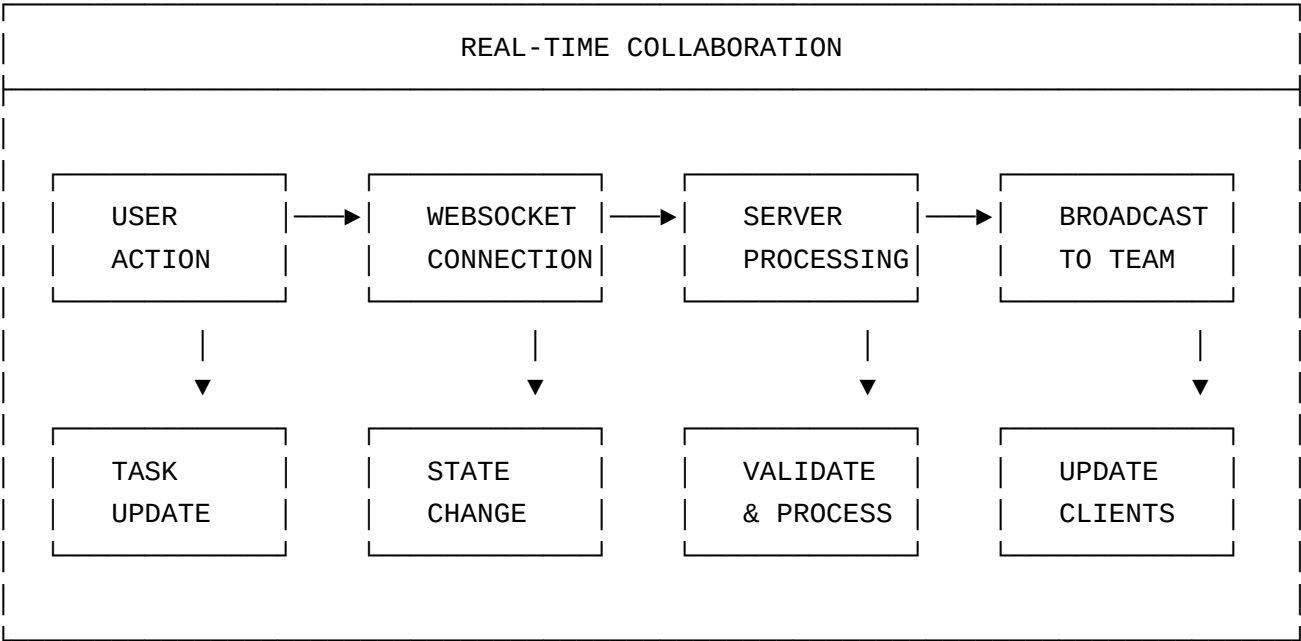 REAL-TIME COLLABORATION
USER WEBSOCKET SERVER BROADCAST
ACTION CONNECTION PROCESSING TO TEAM
TASK STATE VALIDATE UPDATE
UPDATE CHANGE & PROCESS CLIENTS